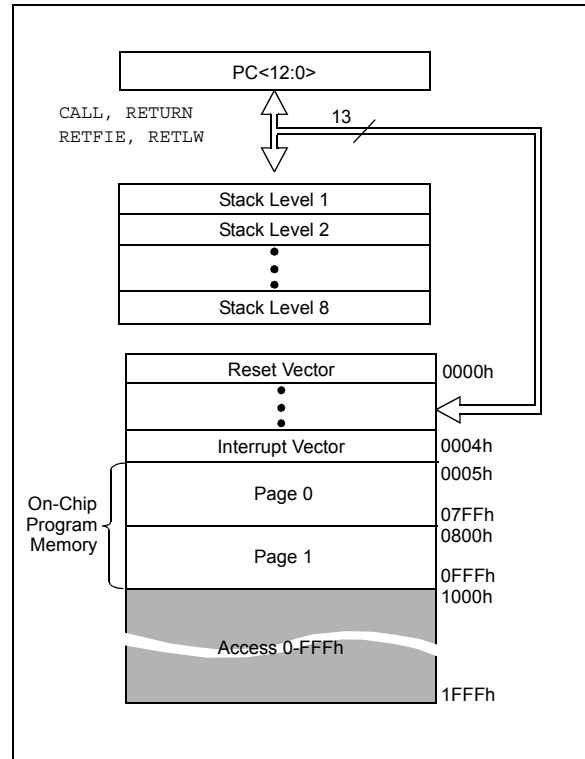 PC<12:0>
CALL, RETURN
RETFIE, RETLW
13
Stack Level 1
Stack Level 2
Stack Level 8
Reset Vector
0000h
Interrupt Vector
0004h
0005h
On-Chip
Program
Memory
Page 0
07FFh
0800h
Page 1
0FFFh
1000h
Access 0-FFFh
1FFFh